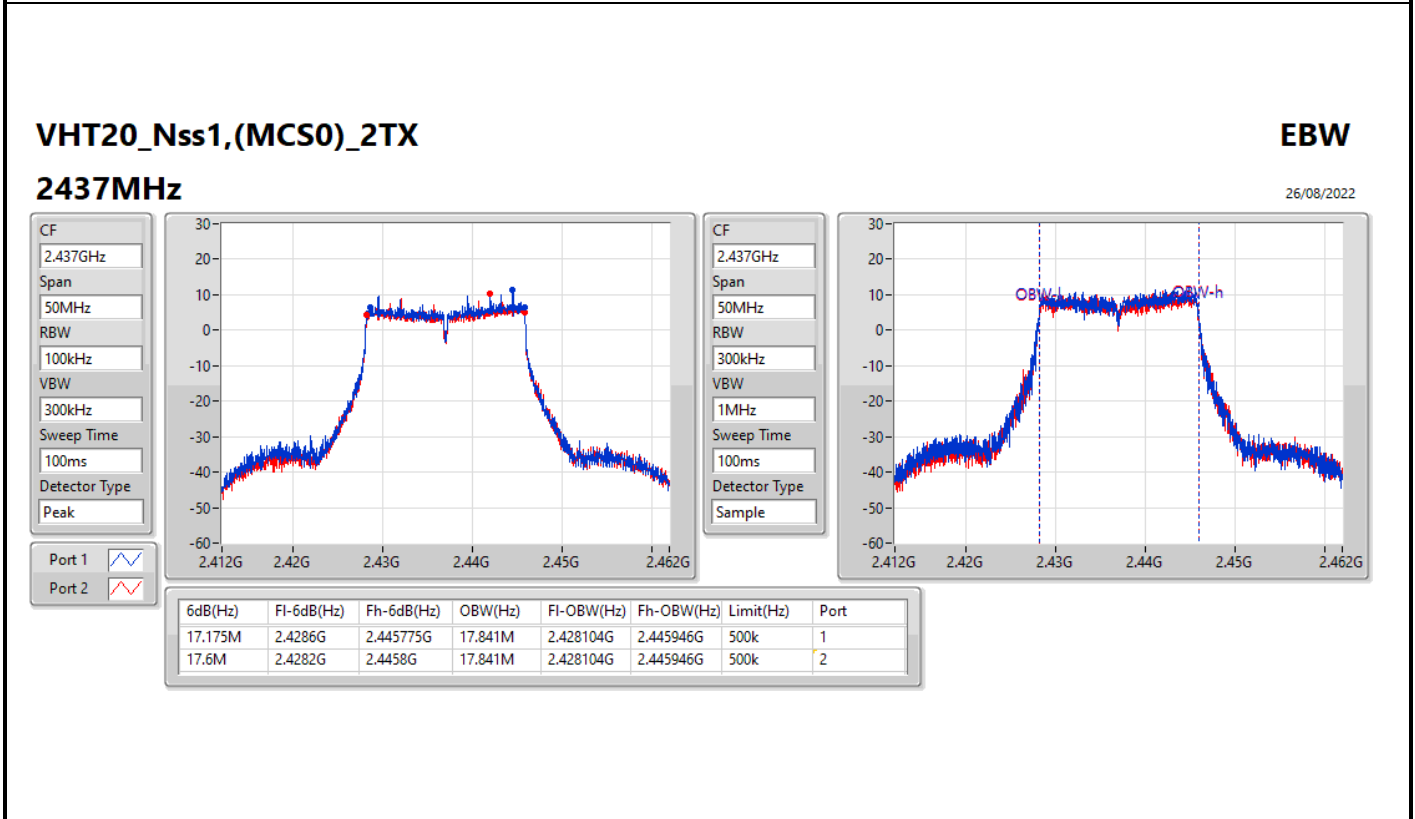 VHT20_Nss1,(MCS0)_2TX
EBW
2437MHz
26/08/2022
CF
2.437GHz
Span
50MHz
RBW
100kHz
VBW
300kHz
Sweep Time
100ms
Detector Type
Peak
Port 1
Port 2
30
20
10
0
-10
-20
-30
-40
-50
-60
2.412G 2.42G 2.43G 2.44G 2.45G 2.462G
CF
2.437GHz
Span
50MHz
RBW
300kHz
VBW
1MHz
Sweep Time
100ms
Detector Type
Sample
30
20
10
0
-10
-20
-30
-40
-50
-60
OBW-h
2.412G 2.42G 2.43G 2.44G 2.45G 2.462G
6dB(Hz) Fl-6dB(Hz) Fh-6dB(Hz) OBW(Hz) Fl-OBW(Hz) Fh-OBW(Hz) Limit(Hz) Port
17.175M 2.4286G 2.445775G 17.841M 2.428104G 2.445946G 500k 1
17.6M 2.4282G 2.4458G 17.841M 2.428104G 2.445946G 500k 2